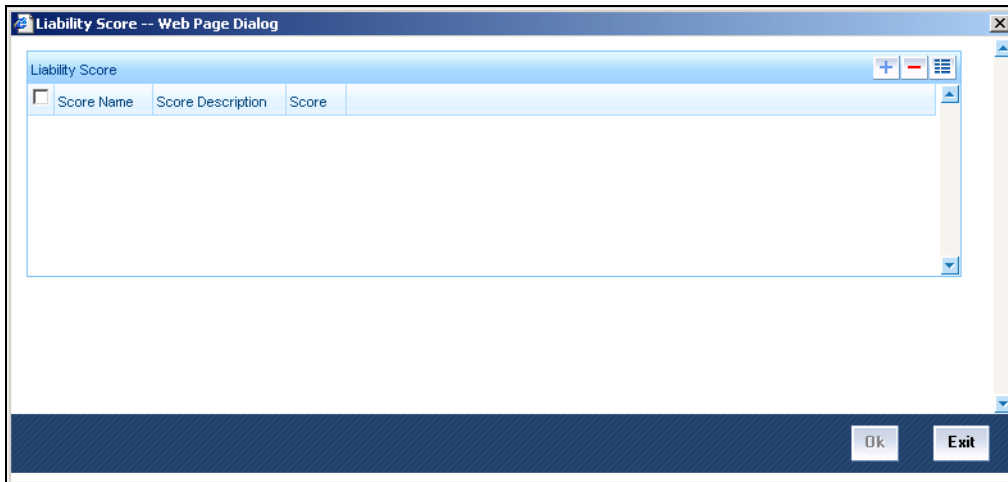 Liability Score -- Web Page Dialog
Liability Score
Score Name Score Description Score
Ok Exit